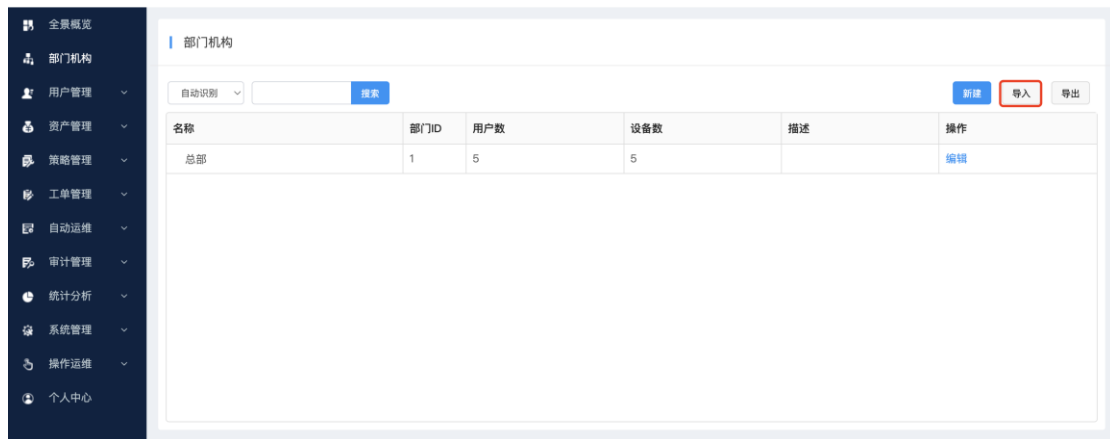 全景概览
部门机构
用户管理
资产管理
策略管理
工单管理
自动运维
审计管理
统计分析
系统管理
操作运维
个人中心
部门机构
自动识别 搜索 新建 导入 导出
名称 部门ID 用户数 设备数 描述 操作
总部 1 5 5 编辑